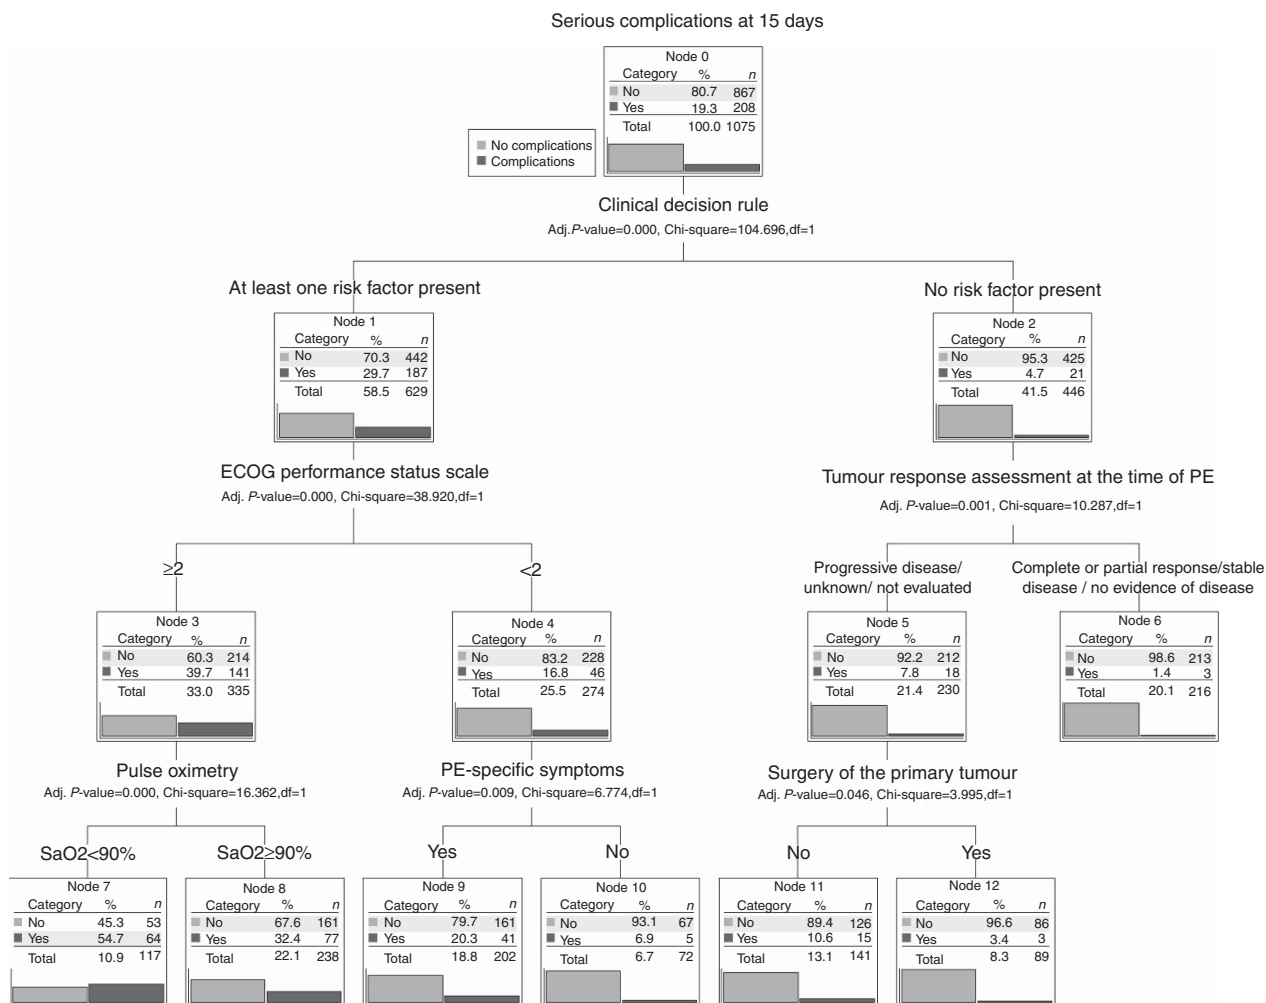 Serious complications at 15 days
Node 0
Category % n
No 80.7 867
Yes 19.3 208
Total 100.0 1075
No complications
Complications
Clinical decision rule
Adj.P-value=0.000, Chi-square=104.696,df=1
At least one risk factor present
No risk factor present
Node 1
Category % n
No 70.3 442
Yes 29.7 187
Total 58.5 629
Node 2
Category % n
No 95.3 425
Yes 4.7 21
Total 41.5 446
ECOG performance status scale
Adj. P-value=0.000, Chi-square=38.920,df=1
Tumour response assessment at the time of PE
Adj. P-value=0.001, Chi-square=10.287,df=1
≥2
<2
Progressive disease/
unknown/ not evaluated
Complete or partial response/stable
disease / no evidence of disease
Node 3
Category % n
No 60.3 214
Yes 39.7 141
Total 33.0 335
Node 4
Category % n
No 83.2 228
Yes 16.8 46
Total 25.5 274
Node 5
Category % n
No 92.2 212
Yes 7.8 18
Total 21.4 230
Node 6
Category % n
No 98.6 213
Yes 1.4 3
Total 20.1 216
Pulse oximetry
Adj. P-value=0.000, Chi-square=16.362,df=1
PE-specific symptoms
Adj. P-value=0.009, Chi-square=6.774,df=1
Surgery of the primary tumour
Adj. P-value=0.046, Chi-square=3.995,df=1
SaO2<90%
SaO2≥90%
Yes
No
No
Yes
Node 7
Category % n
No 45.3 53
Yes 54.7 64
Total 10.9 117
Node 8
Category % n
No 67.6 161
Yes 32.4 77
Total 22.1 238
Node 9
Category % n
No 79.7 161
Yes 20.3 41
Total 18.8 202
Node 10
Category % n
No 93.1 67
Yes 6.9 5
Total 6.7 72
Node 11
Category % n
No 89.4 126
Yes 10.6 15
Total 13.1 141
Node 12
Category % n
No 96.6 86
Yes 3.4 3
Total 8.3 89